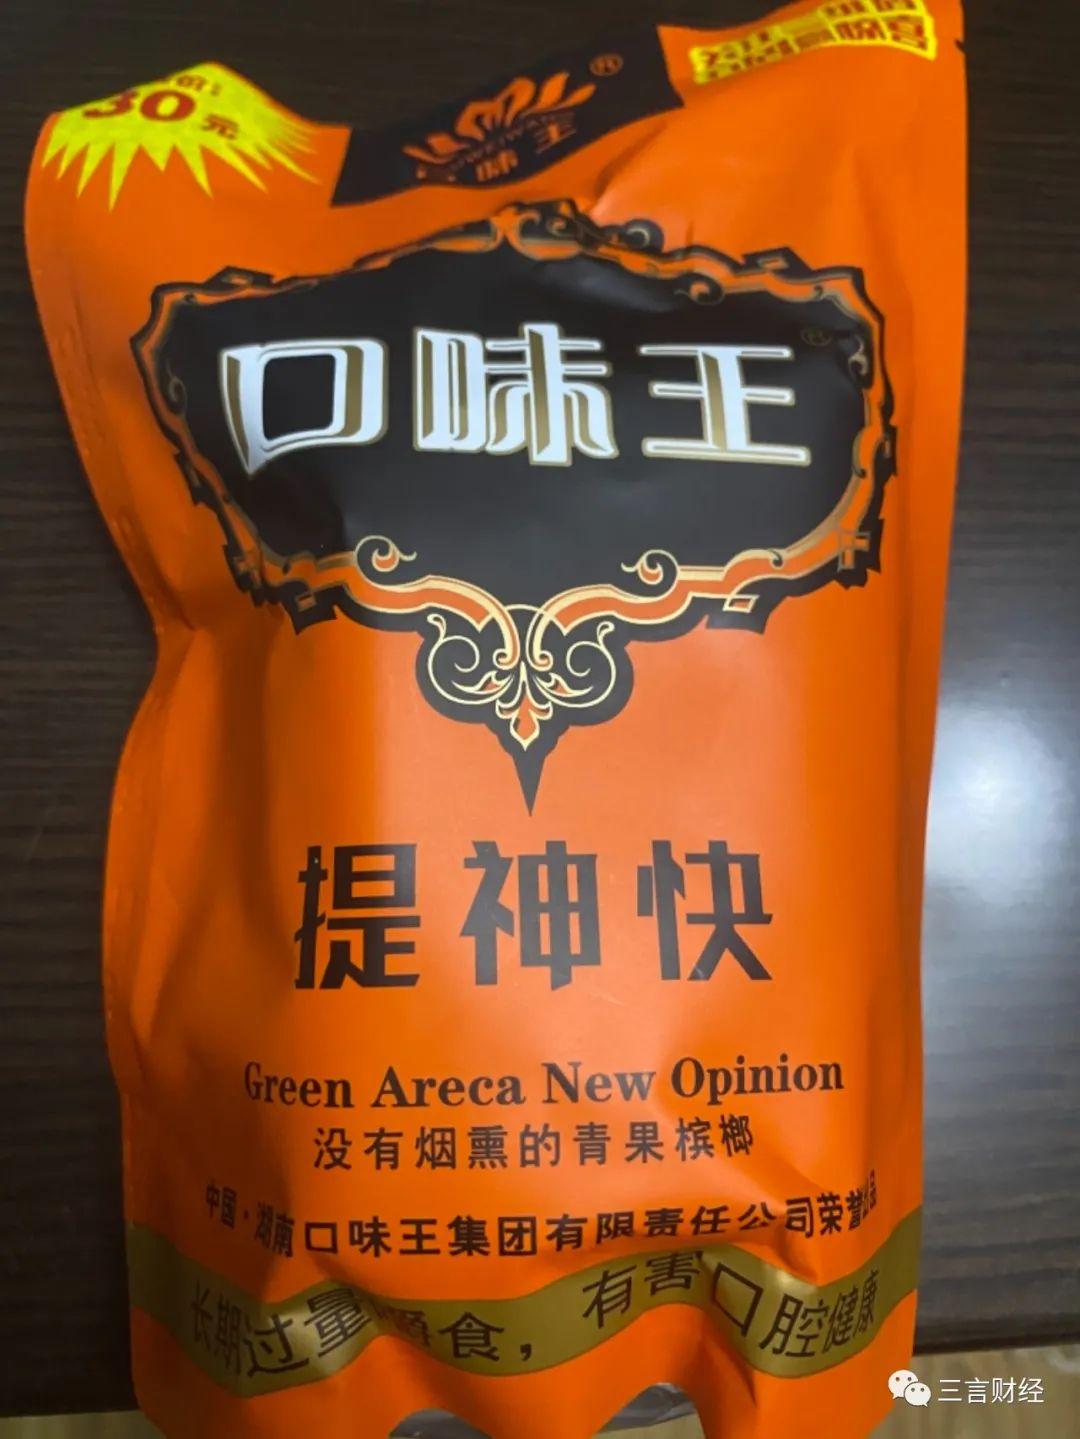 30元
味王
口味王
提神快
Green Areca New Opinion
没有烟熏的青果槟榔
中国·湖南口味王集团有限责任公司荣誉出品
长期过量嚼食，有害口腔健康
三言财经